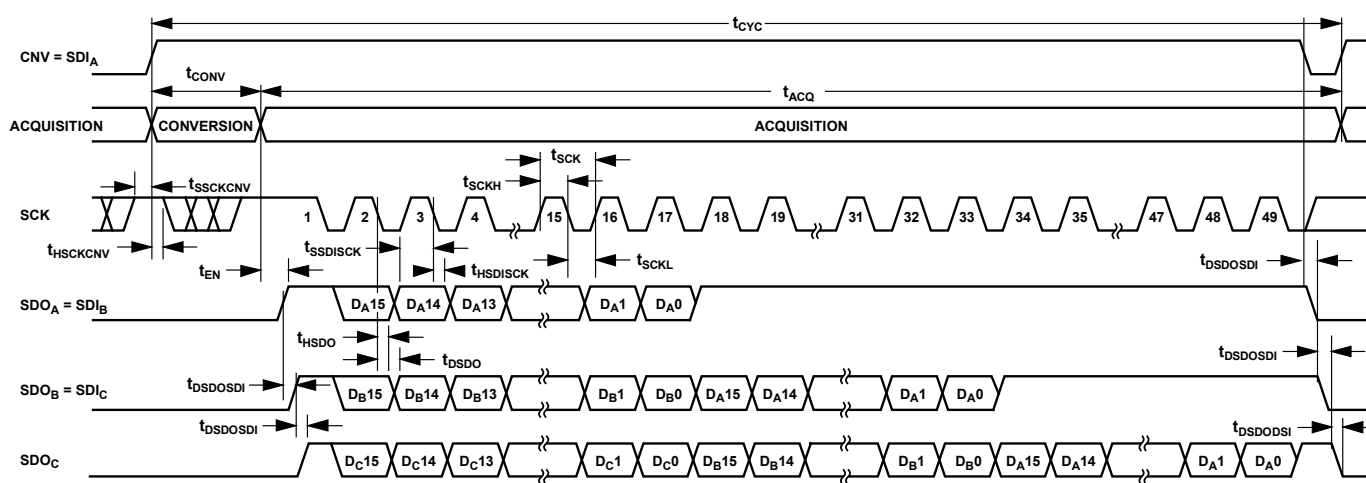 tCYC
CNV = SDIA
tCONV
tACQ
ACQUISITION CONVERSION ACQUISITION
tSCK
tSSCKCNV
tSCKH
SCK 1 2 3 4 15 16 17 18 19 31 32 33 34 35 47 48 49
tHSCKCNV
tSSDISCK
tEN
tHSDISCK
tSCKL
tDSDOSDI
SDOA = SDIB DA15 DA14 DA13 DA1 DA0
tHSDO
tDSDO
tDSDOSDI
tDSDOSDI
SDOB = SDIC DB15 DB14 DB13 DB1 DB0 DA15 DA14 DA1 DA0
tDSDOSDI
tDSDODSI
SDOC DC15 DC14 DC13 DC1 DC0 DB15 DB14 DB1 DB0 DA15 DA14 DA1 DA0